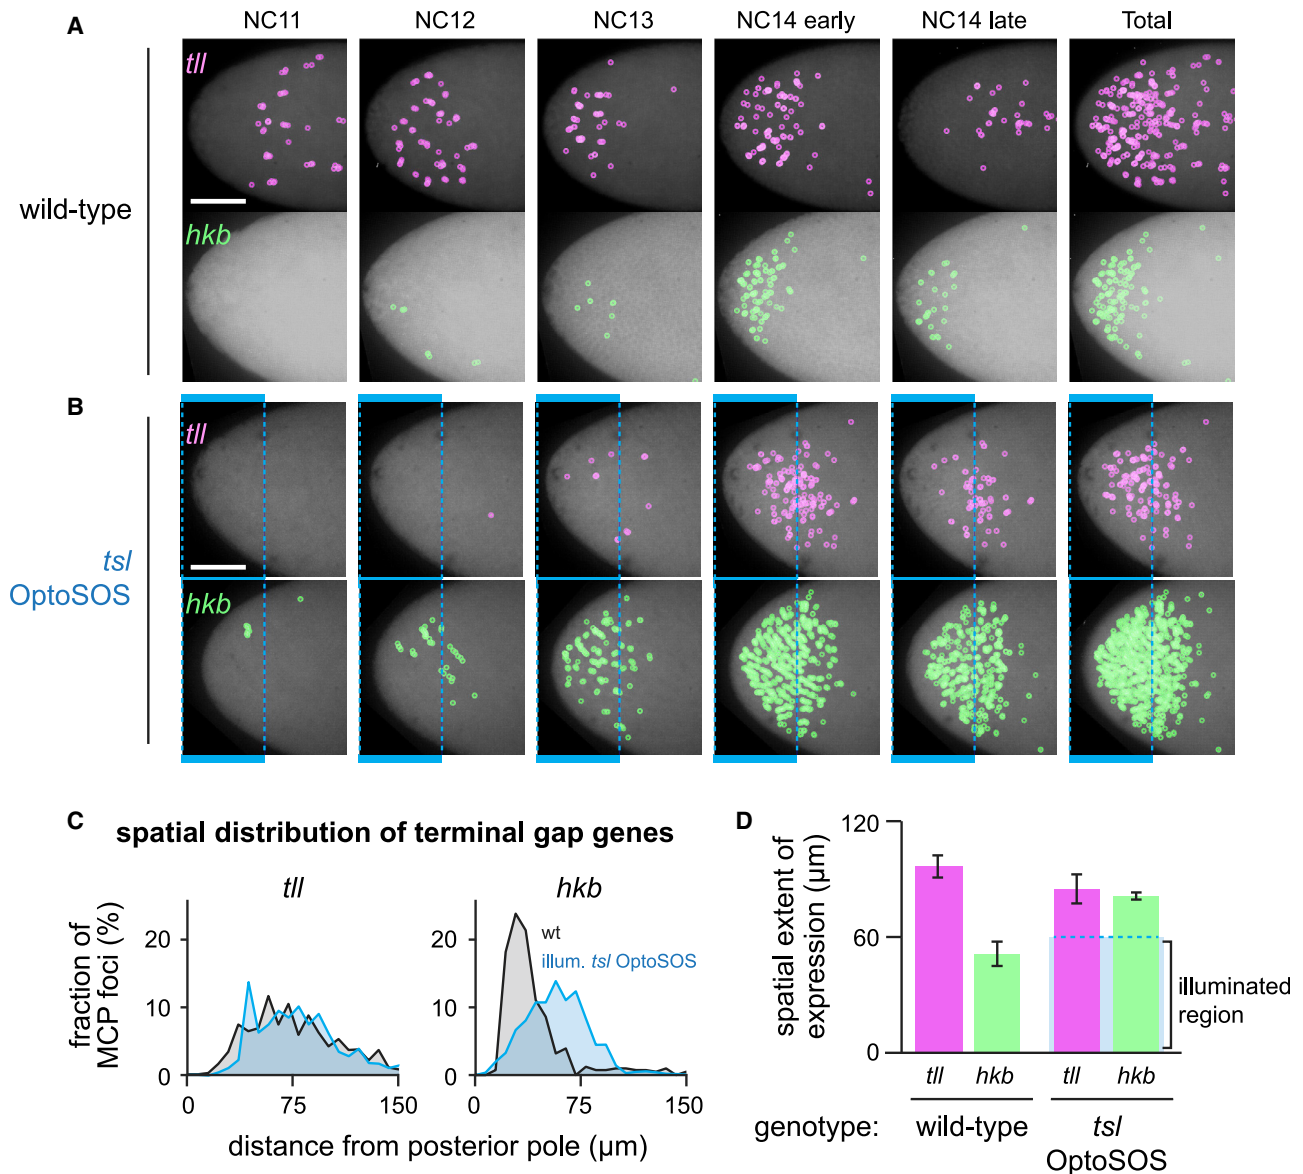 A
NC11 NC12 NC13 NC14 early NC14 late Total
tll
wild-type
hkb
B
tll
tsl
OptoSOS
hkb
C
spatial distribution of terminal gap genes
tll hkb
fraction of
MCP foci (%)
20
10
0
0 75 150
20
10
0
0 75 150
wt
illum. tsl OptoSOS
distance from posterior pole (µm)
D
spatial extent of
expression (µm)
120
60
0
illuminated
region
tll hkb tll hkb
genotype: wild-type tsl
OptoSOS